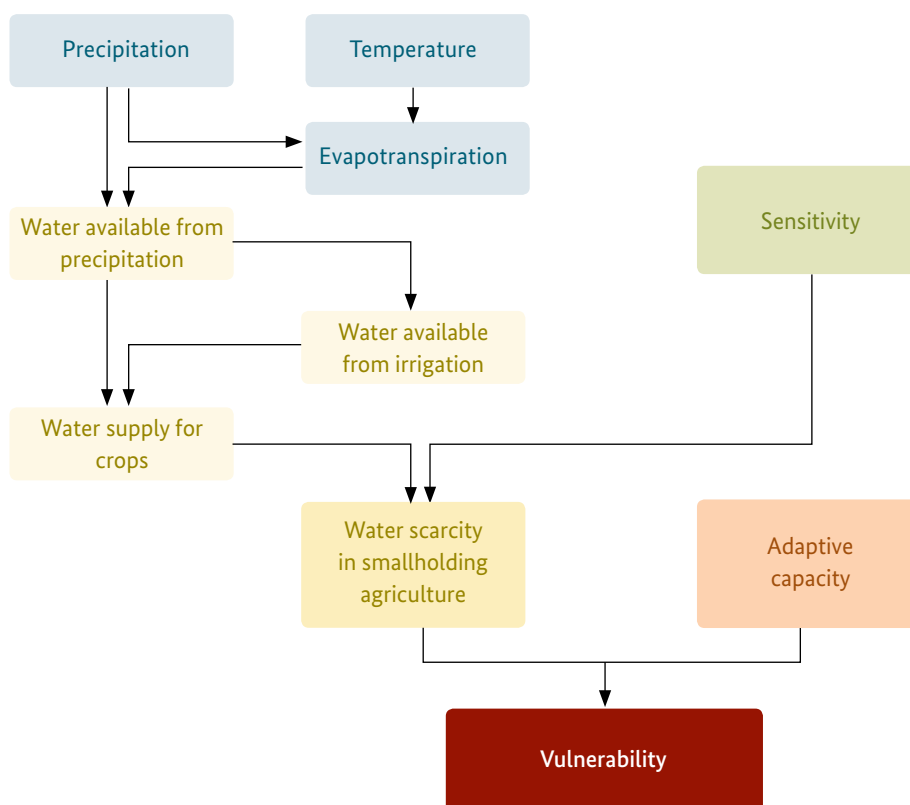 Precipitation
Temperature
Evapotranspiration
Sensitivity
Water available from
precipitation
Water available
from irrigation
Water supply for
crops
Water scarcity
in smallholding
agriculture
Adaptive
capacity
Vulnerability